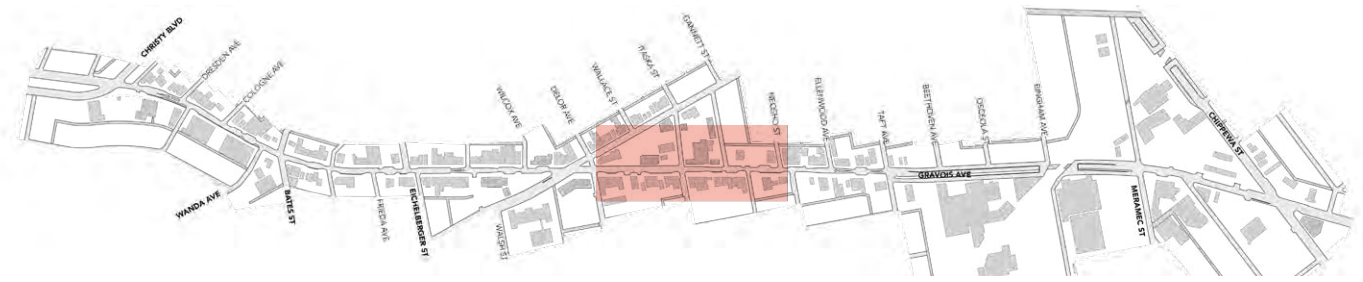 CHRISTY BLVD
DRESDEN AVE
COLOGNE AVE
WANDA AVE
BATES ST
FRIEDA AVE
EICHELBERGER ST
WALSH ST
WILCOX AVE
DELOR AVE
WALLACE ST
ITASKA ST
GANNETT ST
NEOSHO ST
ELLENWOOD AVE
TAFT AVE
BEETHOVEN AVE
OSCEOLA ST
BINGHAM AVE
GRAVOIS AVE
MERAMEC ST
CHIPPEWA ST